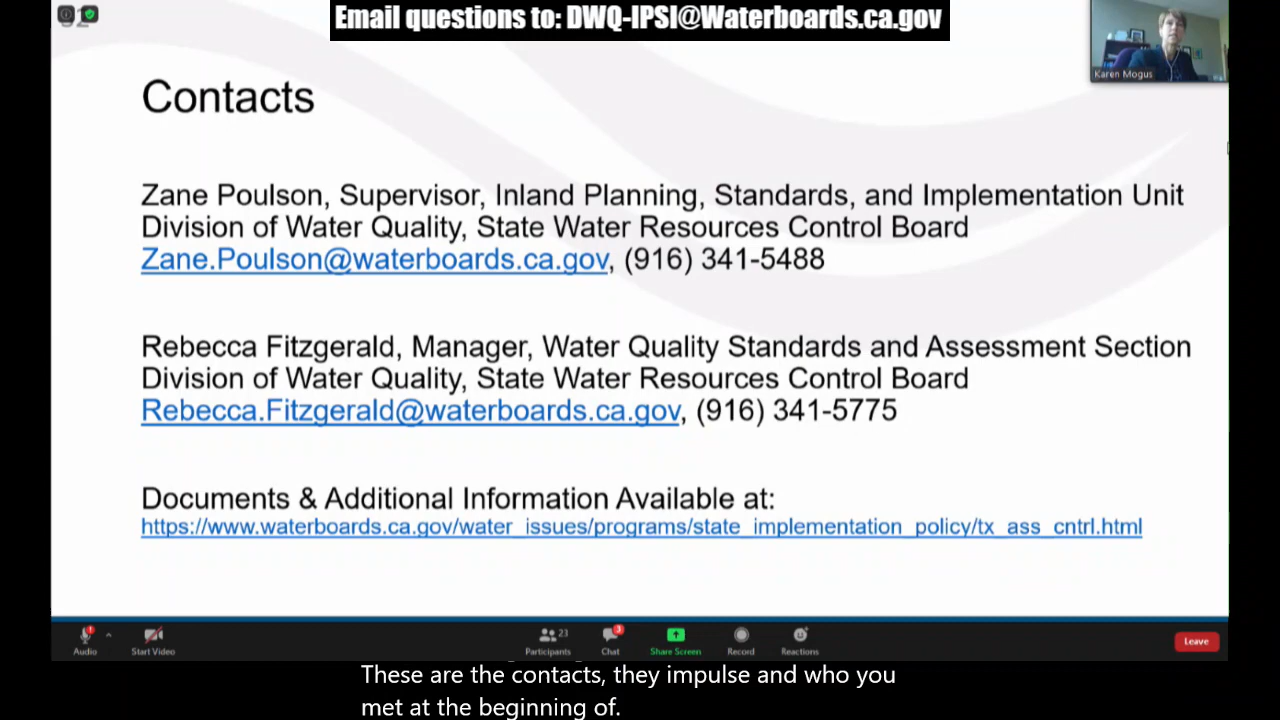 Email questions to: DWQ-IPSI@Waterboards.ca.gov
Karen Mogus
Contacts
Zane Poulson, Supervisor, Inland Planning, Standards, and Implementation Unit
Division of Water Quality, State Water Resources Control Board
Zane.Poulson@waterboards.ca.gov, (916) 341-5488
Rebecca Fitzgerald, Manager, Water Quality Standards and Assessment Section
Division of Water Quality, State Water Resources Control Board
Rebecca.Fitzgerald@waterboards.ca.gov, (916) 341-5775
Documents & Additional Information Available at:
https://www.waterboards.ca.gov/water_issues/programs/state_implementation_policy/tx_ass_cntrl.html
23
3
Audio
Start Video
Participants
Chat
Share Screen
Record
Reactions
Leave
These are the contacts, they impulse and who you
met at the beginning of.